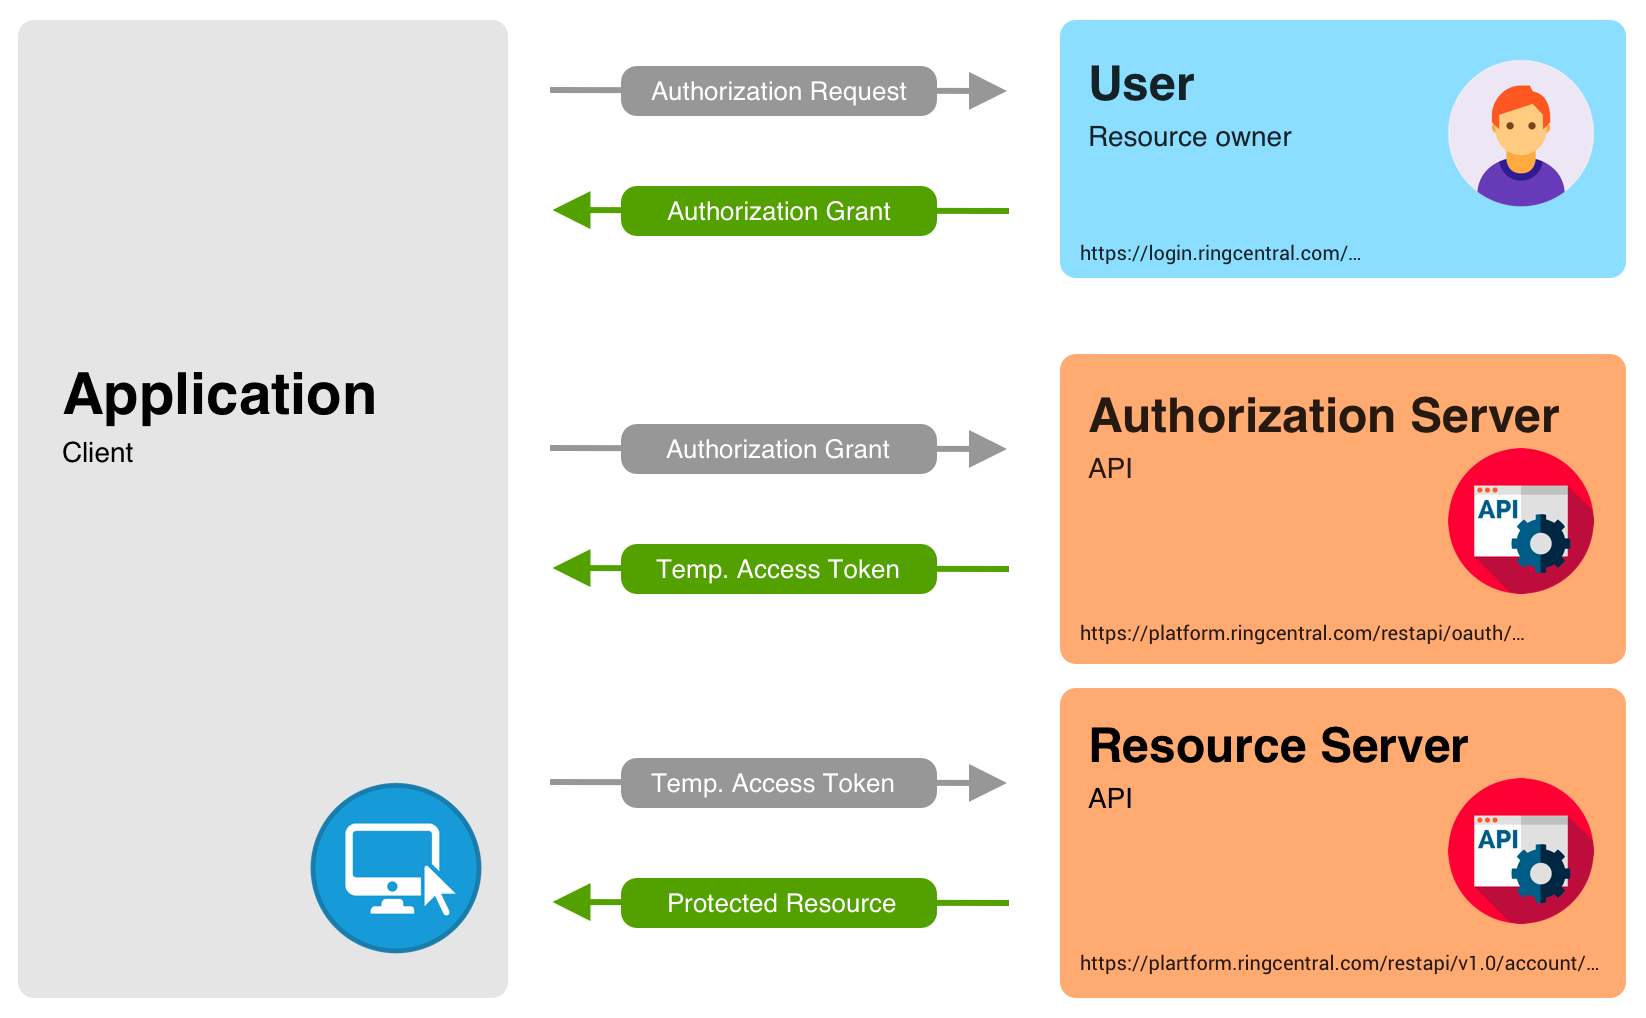 Application
Client
Authorization Request
Authorization Grant
User
Resource owner
https://login.ringcentral.com/...
Authorization Grant
Temp. Access Token
Authorization Server
API
API
https://platform.ringcentral.com/restapi/oauth/...
Temp. Access Token
Protected Resource
Resource Server
API
API
https://plartform.ringcentral.com/restapi/v1.0/account/...